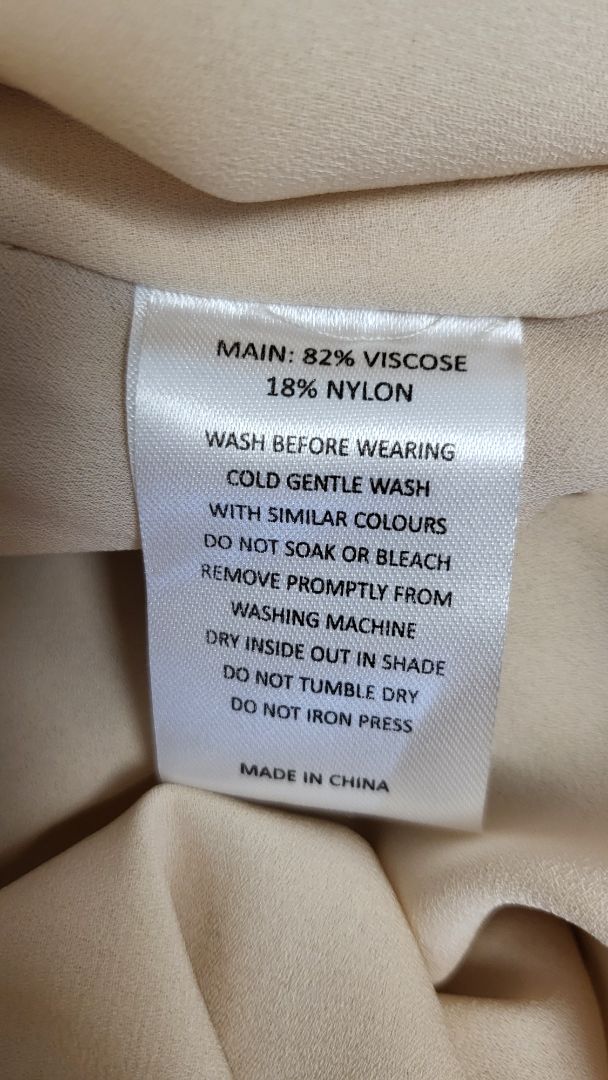 MAIN: 82% VISCOSE
18% NYLON
WASH BEFORE WEARING
COLD GENTLE WASH
WITH SIMILAR COLOURS
DO NOT SOAK OR BLEACH
REMOVE PROMPTLY FROM
WASHING MACHINE
DRY INSIDE OUT IN SHADE
DO NOT TUMBLE DRY
DO NOT IRON PRESS
MADE IN CHINA